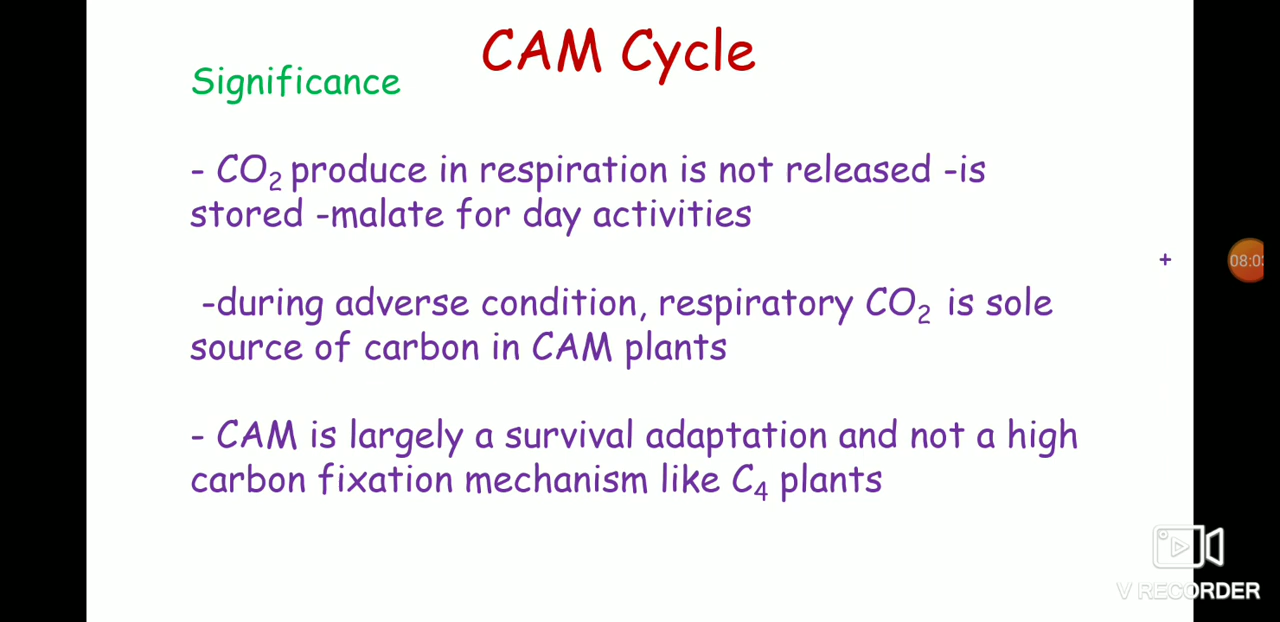 CAM Cycle
Significance
- CO₂ produce in respiration is not released -is
stored -malate for day activities
-during adverse condition, respiratory CO₂ is sole
source of carbon in CAM plants
- CAM is largely a survival adaptation and not a high
carbon fixation mechanism like C₄ plants
+
V RECORDER